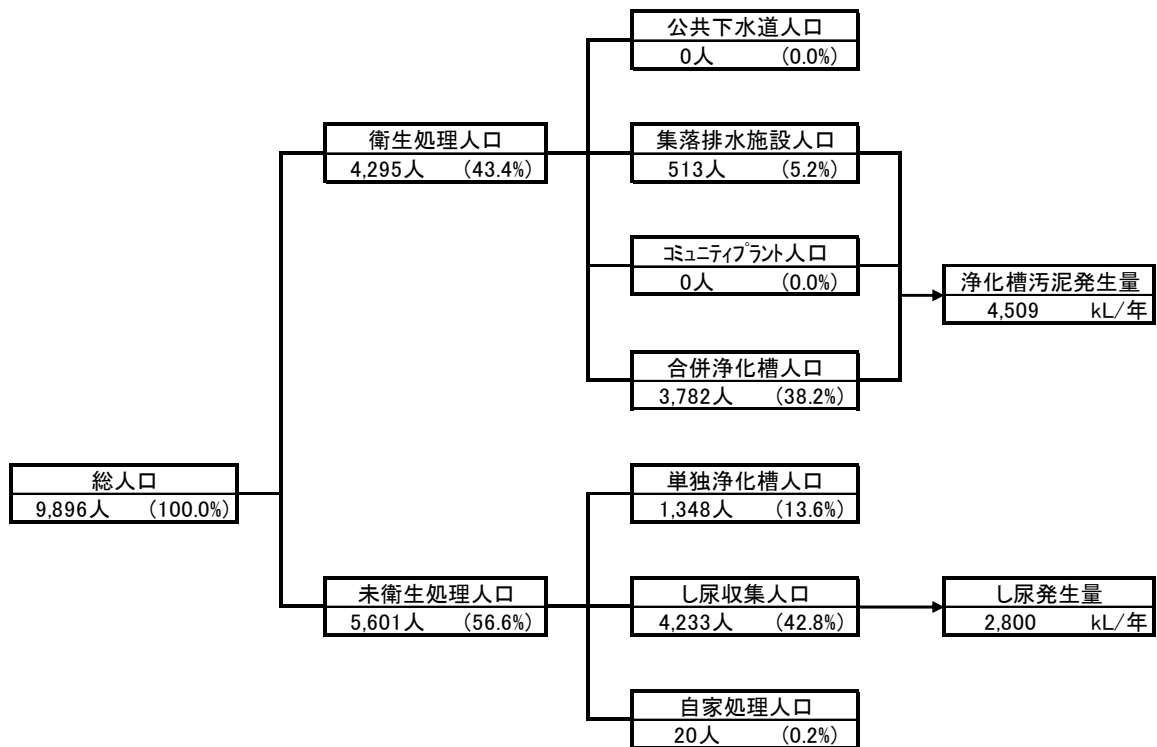 公共下水道人口
0人 (0.0%)
衛生処理人口
4,295人 (43.4%)
集落排水施設人口
513人 (5.2%)
コミュニティプラント人口
0人 (0.0%)
浄化槽汚泥発生量
4,509 kL/年
合併浄化槽人口
3,782人 (38.2%)
総人口
9,896人 (100.0%)
単独浄化槽人口
1,348人 (13.6%)
未衛生処理人口
5,601人 (56.6%)
し尿収集人口
4,233人 (42.8%)
し尿発生量
2,800 kL/年
自家処理人口
20人 (0.2%)